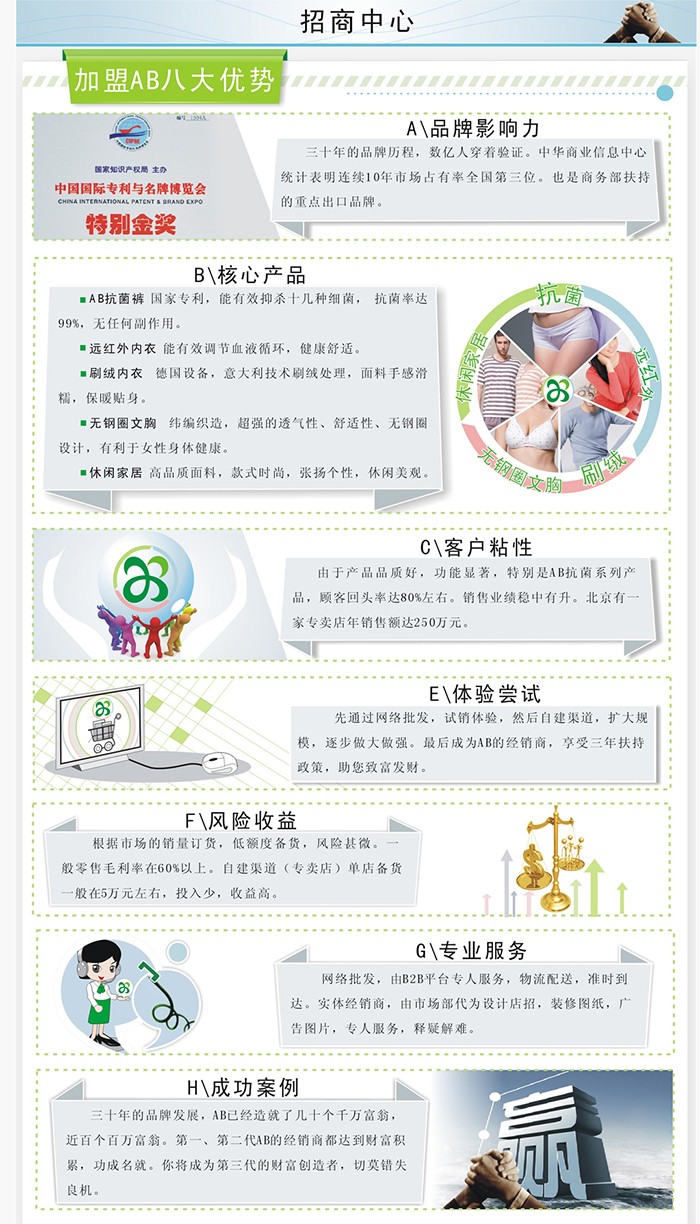 招商中心
加盟AB八大优势
国家知识产权局 主办
中国国际专利与名牌博览会
CHINA INTERNATIONAL PATENT & BRAND EXPO
特别金奖
A\品牌影响力
三十年的品牌历程，数亿人穿着验证。中华商业信息中心
统计表明连续10年市场占有率全国第三位。也是商务部扶持
的重点出口品牌。
B\核心产品
AB抗菌裤 国家专利，能有效抑杀十几种细菌， 抗菌率达
99%，无任何副作用。
远红外内衣 能有效调节血液循环，健康舒适。
刷绒内衣 德国设备，意大利技术刷绒处理，面料手感滑
糯，保暖贴身。
无钢圈文胸 纬编织造，超强的透气性、舒适性、无钢圈
设计，有利于女性身体健康。
休闲家居 高品质面料，款式时尚，张扬个性，休闲美观。
抗菌
远红外
刷绒
无钢圈文胸
休闲家居
C\客户粘性
由于产品品质好，功能显著，特别是AB抗菌系列产
品，顾客回头率达80%左右。销售业绩稳中有升。北京有一
家专卖店年销售额达250万元。
E\体验尝试
先通过网络批发，试销体验，然后自建渠道，扩大规
模，逐步做大做强。最后成为AB的经销商，享受三年扶持
政策，助您致富发财。
F\风险收益
根据市场的销量订货，低额度备货，风险甚微。一
般零售毛利率在60%以上。自建渠道（专卖店）单店备货
一般在5万元左右，投入少，收益高。
G\专业服务
网络批发，由B2B平台专人服务，物流配送，准时到
达。实体经销商，由市场部代为设计店招，装修图纸，广
告图片，专人服务，释疑解难。
H\成功案例
三十年的品牌发展，AB已经造就了几十个千万富翁，
近百个百万富翁。第一、第二代AB的经销商都达到财富积
累，功成名就。你将成为第三代的财富创造者，切莫错失
良机。
赢